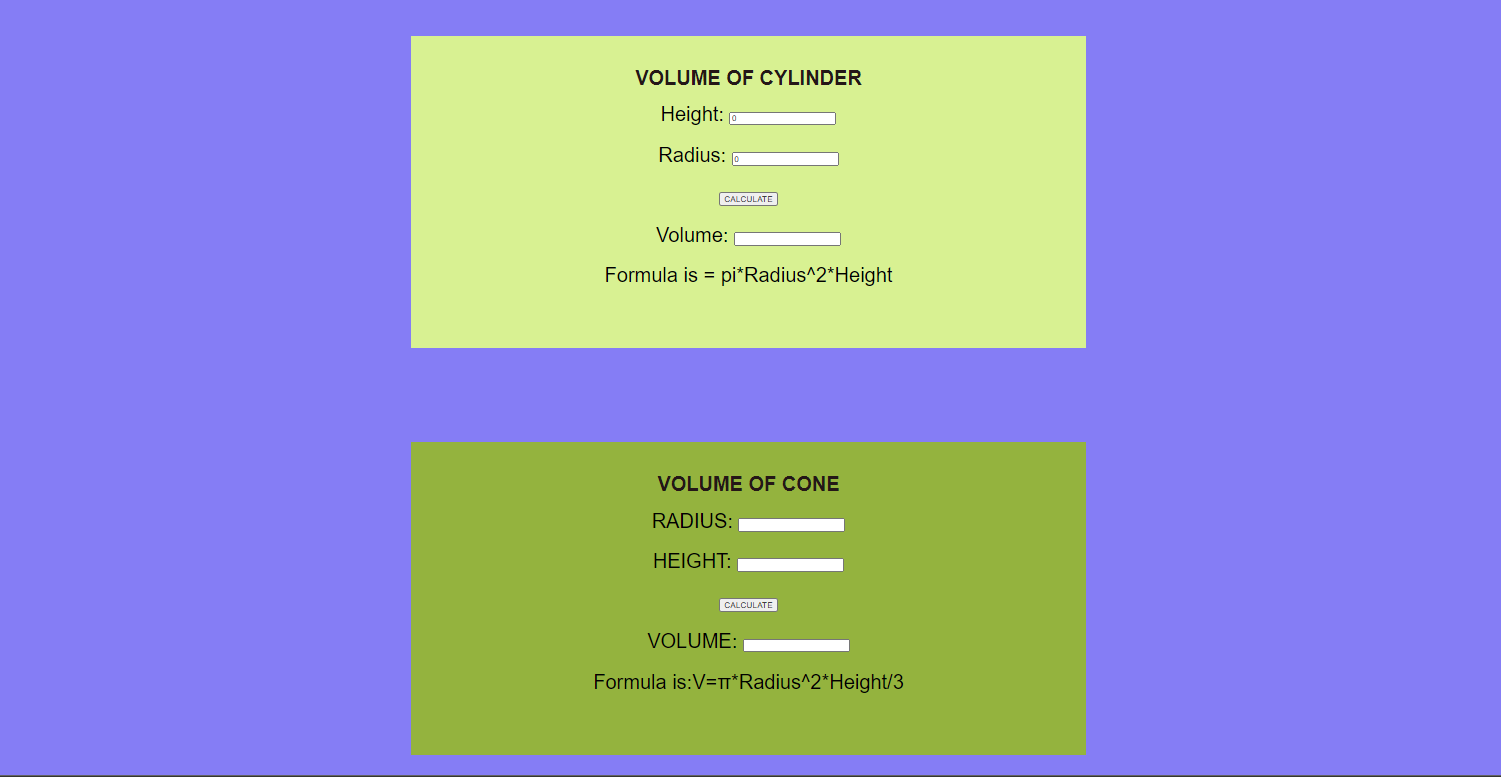 VOLUME OF CYLINDER
Height: 0
Radius: 0
CALCULATE
Volume:
Formula is = pi*Radius^2*Height
VOLUME OF CONE
RADIUS:
HEIGHT:
CALCULATE
VOLUME:
Formula is:V=π*Radius^2*Height/3